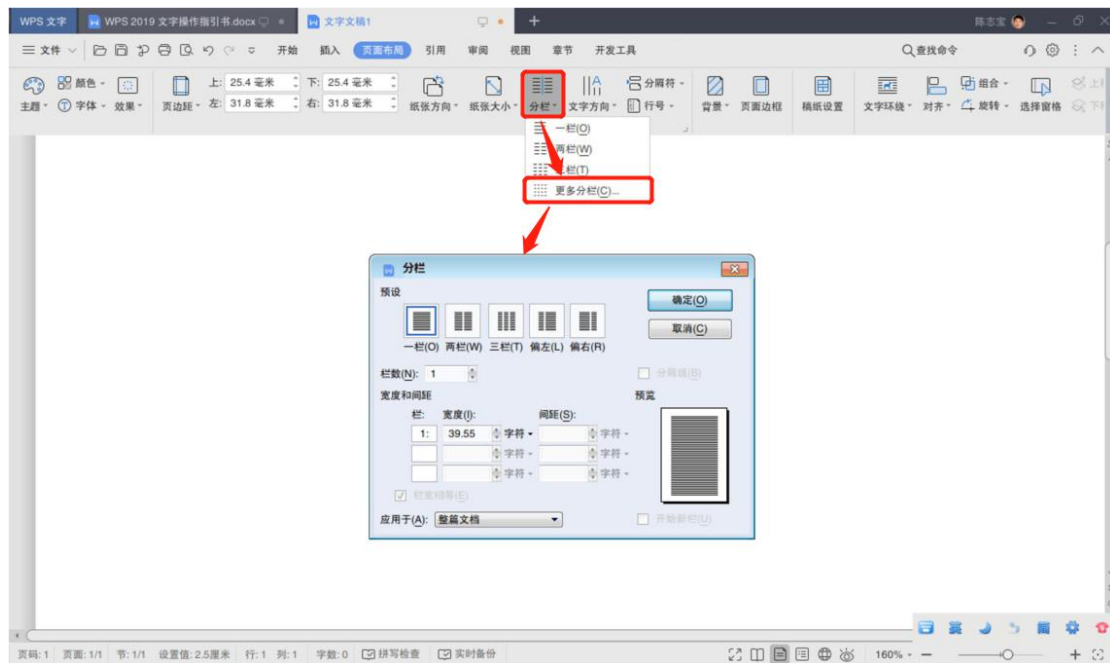 WPS 文字 WPS 2019 文字操作指引书.docx 文字文稿1 陈志宝
文件 开始 插入 页面布局 引用 审阅 视图 章节 开发工具 查找命令
颜色 上: 25.4 毫米 下: 25.4 毫米 分隔符 组合
主题 字体 效果 页边距 左: 31.8 毫米 右: 31.8 毫米 纸张方向 纸张大小 分栏 文字方向 行号 背景 页面边框 稿纸设置 文字环绕 对齐 旋转 选择窗格
一栏(O)
两栏(W)
栏(T)
更多分栏(C)...
分栏
预设
确定(O)
取消(C)
一栏(O) 两栏(W) 三栏(T) 偏左(L) 偏右(R)
栏数(N): 1 分隔线(B)
宽度和间距 预览
栏: 宽度(I): 间距(S):
1: 39.55 字符 字符
字符 字符
字符 字符
栏宽相等(E)
应用于(A): 整篇文档 开始新栏(U)
英 简
页码: 1 页面: 1/1 节: 1/1 设置值: 2.5厘米 行: 1 列: 1 字数: 0 拼写检查 实时备份 160%